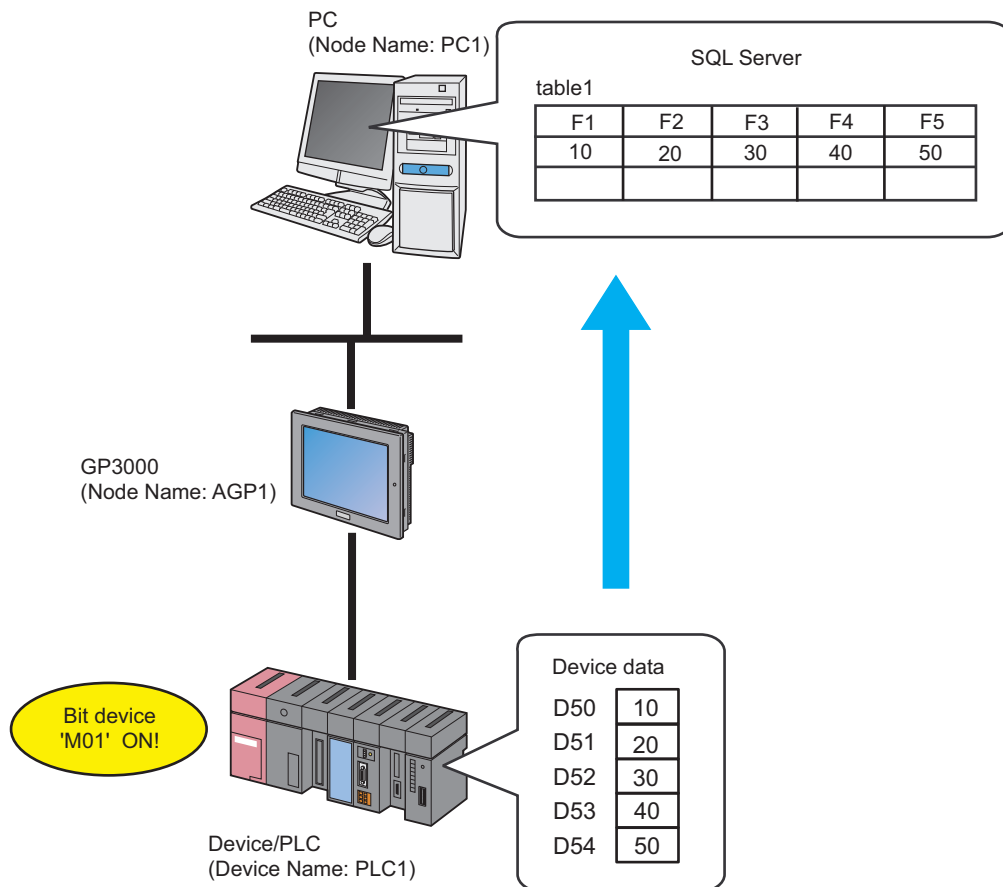 PC
(Node Name: PC1)
SQL Server
table1
F1 F2 F3 F4 F5
10 20 30 40 50
GP3000
(Node Name: AGP1)
Bit device
'M01' ON!
Device data
D50 10
D51 20
D52 30
D53 40
D54 50
Device/PLC
(Device Name: PLC1)